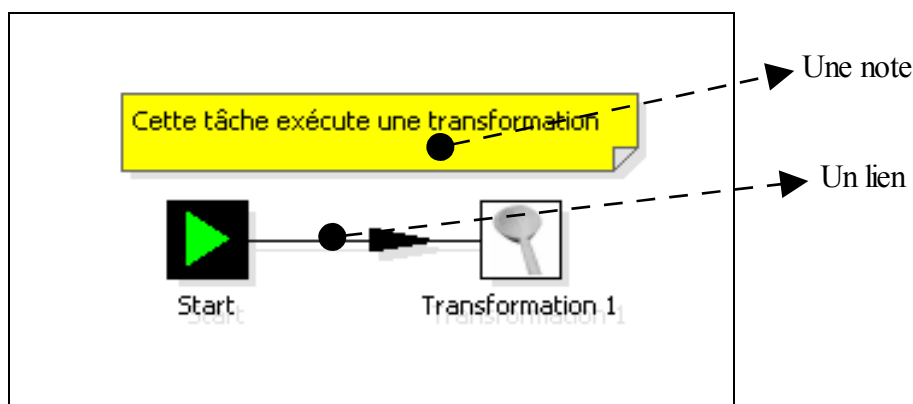 Une note
Cette tâche exécute une transformation
Un lien
Start
Transformation 1